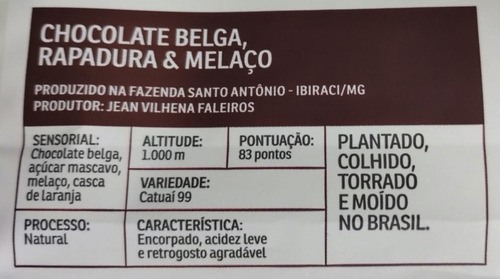 CHOCOLATE BELGA,
RAPADURA & MELAÇO
PRODUZIDO NA FAZENDA SANTO ANTÔNIO - IBIRACI/MG
PRODUTOR: JEAN VILHENA FALEIROS
SENSORIAL:
Chocolate belga,
açúcar mascavo,
melaço, casca
de laranja
ALTITUDE:
1.000 m
PONTUAÇÃO:
83 pontos
VARIEDADE:
Catuaí 99
PROCESSO:
Natural
CARACTERÍSTICA:
Encorpado, acidez leve
e retrogosto agradável
PLANTADO,
COLHIDO,
TORRADO
E MOÍDO
NO BRASIL.